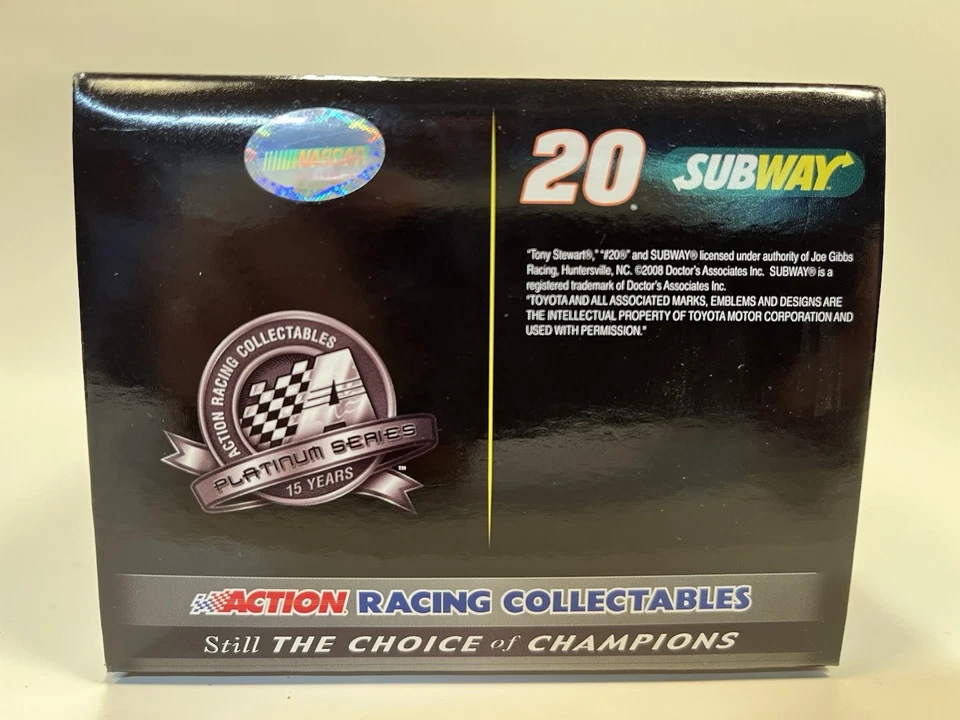 NASCAR
20®
SUBWAY
"Tony Stewart®," "#20®" and SUBWAY® licensed under authority of Joe Gibbs
Racing, Huntersville, NC. ©2008 Doctor's Associates Inc. SUBWAY® is a
registered trademark of Doctor's Associates Inc.
"TOYOTA AND ALL ASSOCIATED MARKS, EMBLEMS AND DESIGNS ARE
THE INTELLECTUAL PROPERTY OF TOYOTA MOTOR CORPORATION AND
USED WITH PERMISSION."
ACTION RACING COLLECTABLES
A
PLATINUM SERIES
15 YEARS
™
ACTION RACING COLLECTABLES
Still THE CHOICE of CHAMPIONS